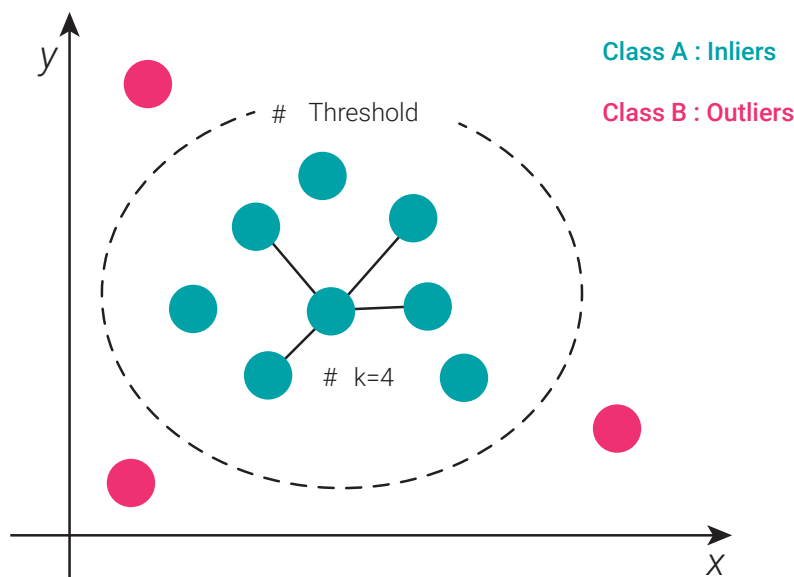 y
Class A : Inliers
Class B : Outliers
# Threshold
# k=4
x